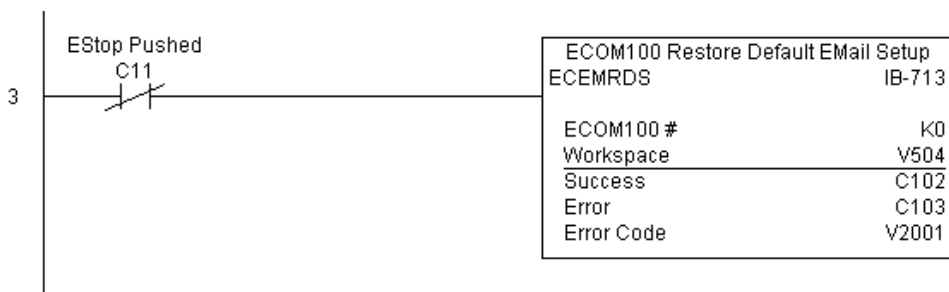 EStop Pushed
C11
3
ECOM100 Restore Default EMail Setup
ECEMRDS IB-713
ECOM100 # K0
Workspace V504
Success C102
Error C103
Error Code V2001